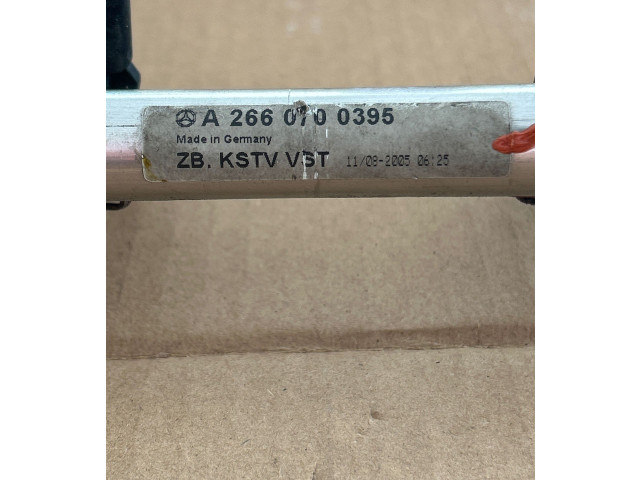 A 266 070 0395
Made in Germany
ZB. KSTV VST 11/08-2005 06:25